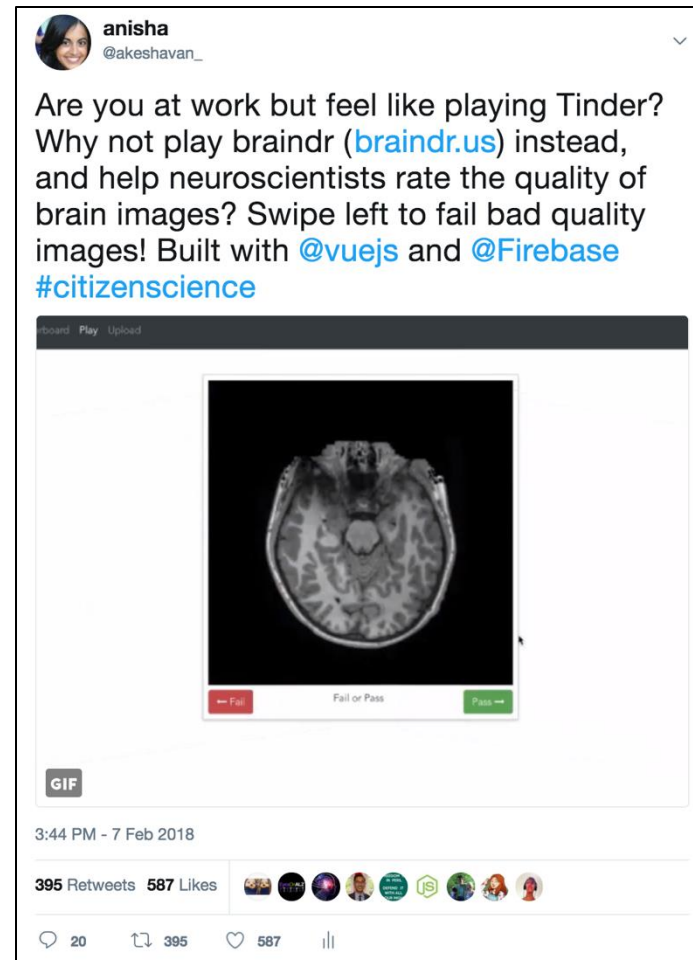 anisha
@akeshavan_
Are you at work but feel like playing Tinder?
Why not play braindr (braindr.us) instead,
and help neuroscientists rate the quality of
brain images? Swipe left to fail bad quality
images! Built with @vuejs and @Firebase
#citizenscience
rboard Play Upload
← Fail Fail or Pass Pass →
GIF
3:44 PM - 7 Feb 2018
395 Retweets 587 Likes
20 395 587